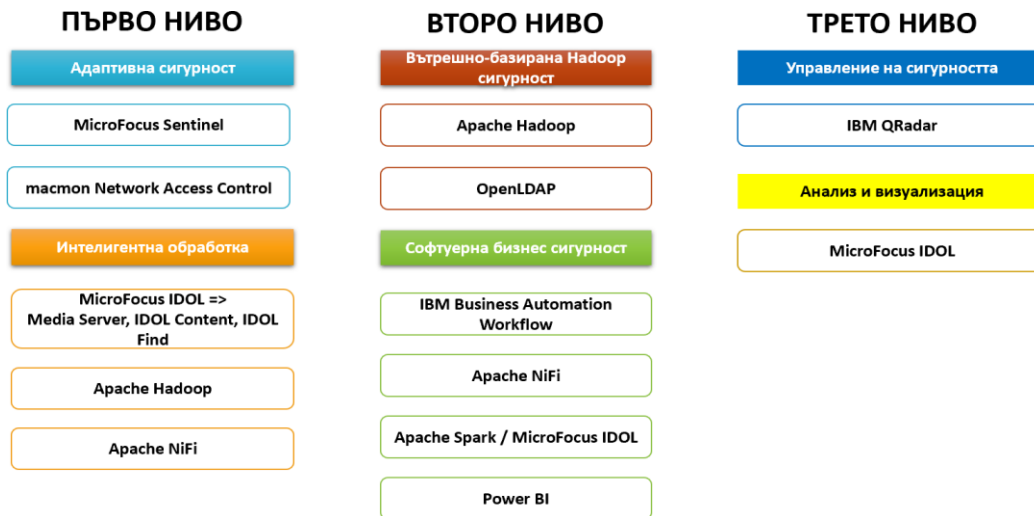 ПЪРВО НИВО
Адаптивна сигурност
MicroFocus Sentinel
macmon Network Access Control
Интелигентна обработка
MicroFocus IDOL =>
Media Server, IDOL Content, IDOL
Find
Apache Hadoop
Apache NiFi
ВТОРО НИВО
Вътрешно-базирана Hadoop
сигурност
Apache Hadoop
OpenLDAP
Софтуерна бизнес сигурност
IBM Business Automation
Workflow
Apache NiFi
Apache Spark / MicroFocus IDOL
Power BI
ТРЕТО НИВО
Управление на сигурността
IBM QRadar
Анализ и визуализация
MicroFocus IDOL